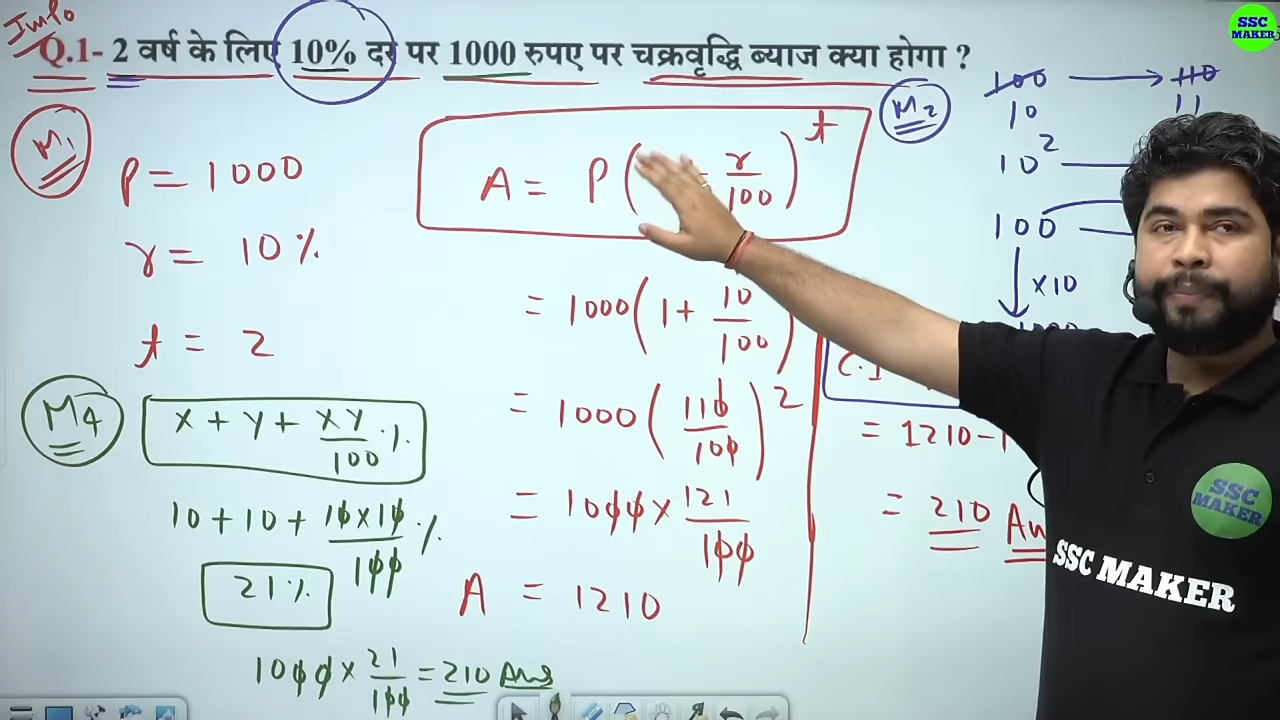 Imp
Q.1- 2 वर्ष के लिए 10% दर पर 1000 रुपए पर चक्रवृद्धि ब्याज क्या होगा ?
SSC
MAKER
M1
P = 1000
r = 10%
t = 2
A = P ( r/100 )^t
= 1000 ( 1 + 10/100 )
= 1000 ( 110/100 )^2
= 1000 × 121/100
A = 1210
M2
100 → 110
10 11
10^2
100
×10
C.I
= 1210 - 1
= 210
M4
x + y + xy/100 %
10 + 10 + 10×10/100 %
21%
1000 × 21/100 = 210 Ans
SSC
MAKER
SSC MAKER